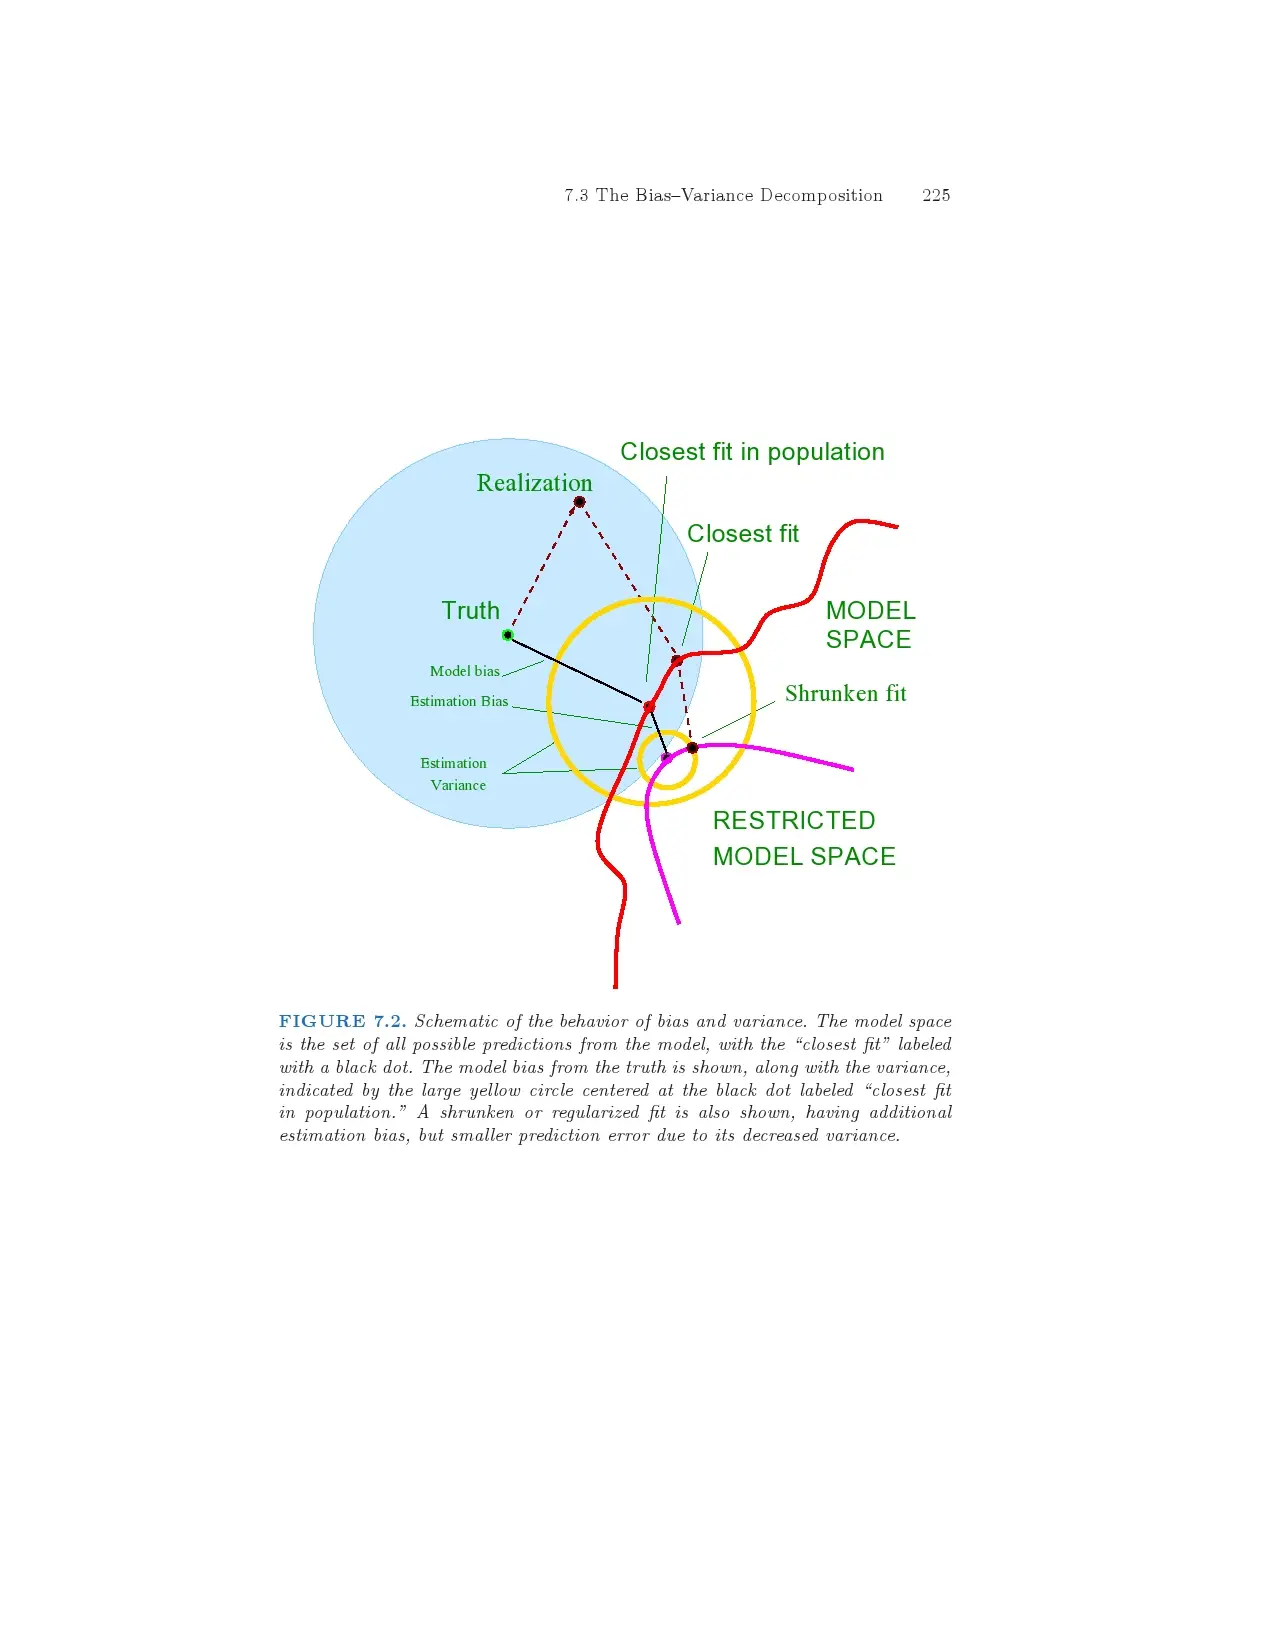 7.3 The Bias–Variance Decomposition 225
Closest fit in population
Realization
Closest fit
Truth
MODEL
SPACE
Model bias
Shrunken fit
Estimation Bias
Estimation
Variance
RESTRICTED
MODEL SPACE
FIGURE 7.2. Schematic of the behavior of bias and variance. The model space
is the set of all possible predictions from the model, with the “closest fit” labeled
with a black dot. The model bias from the truth is shown, along with the variance,
indicated by the large yellow circle centered at the black dot labeled “closest fit
in population.” A shrunken or regularized fit is also shown, having additional
estimation bias, but smaller prediction error due to its decreased variance.